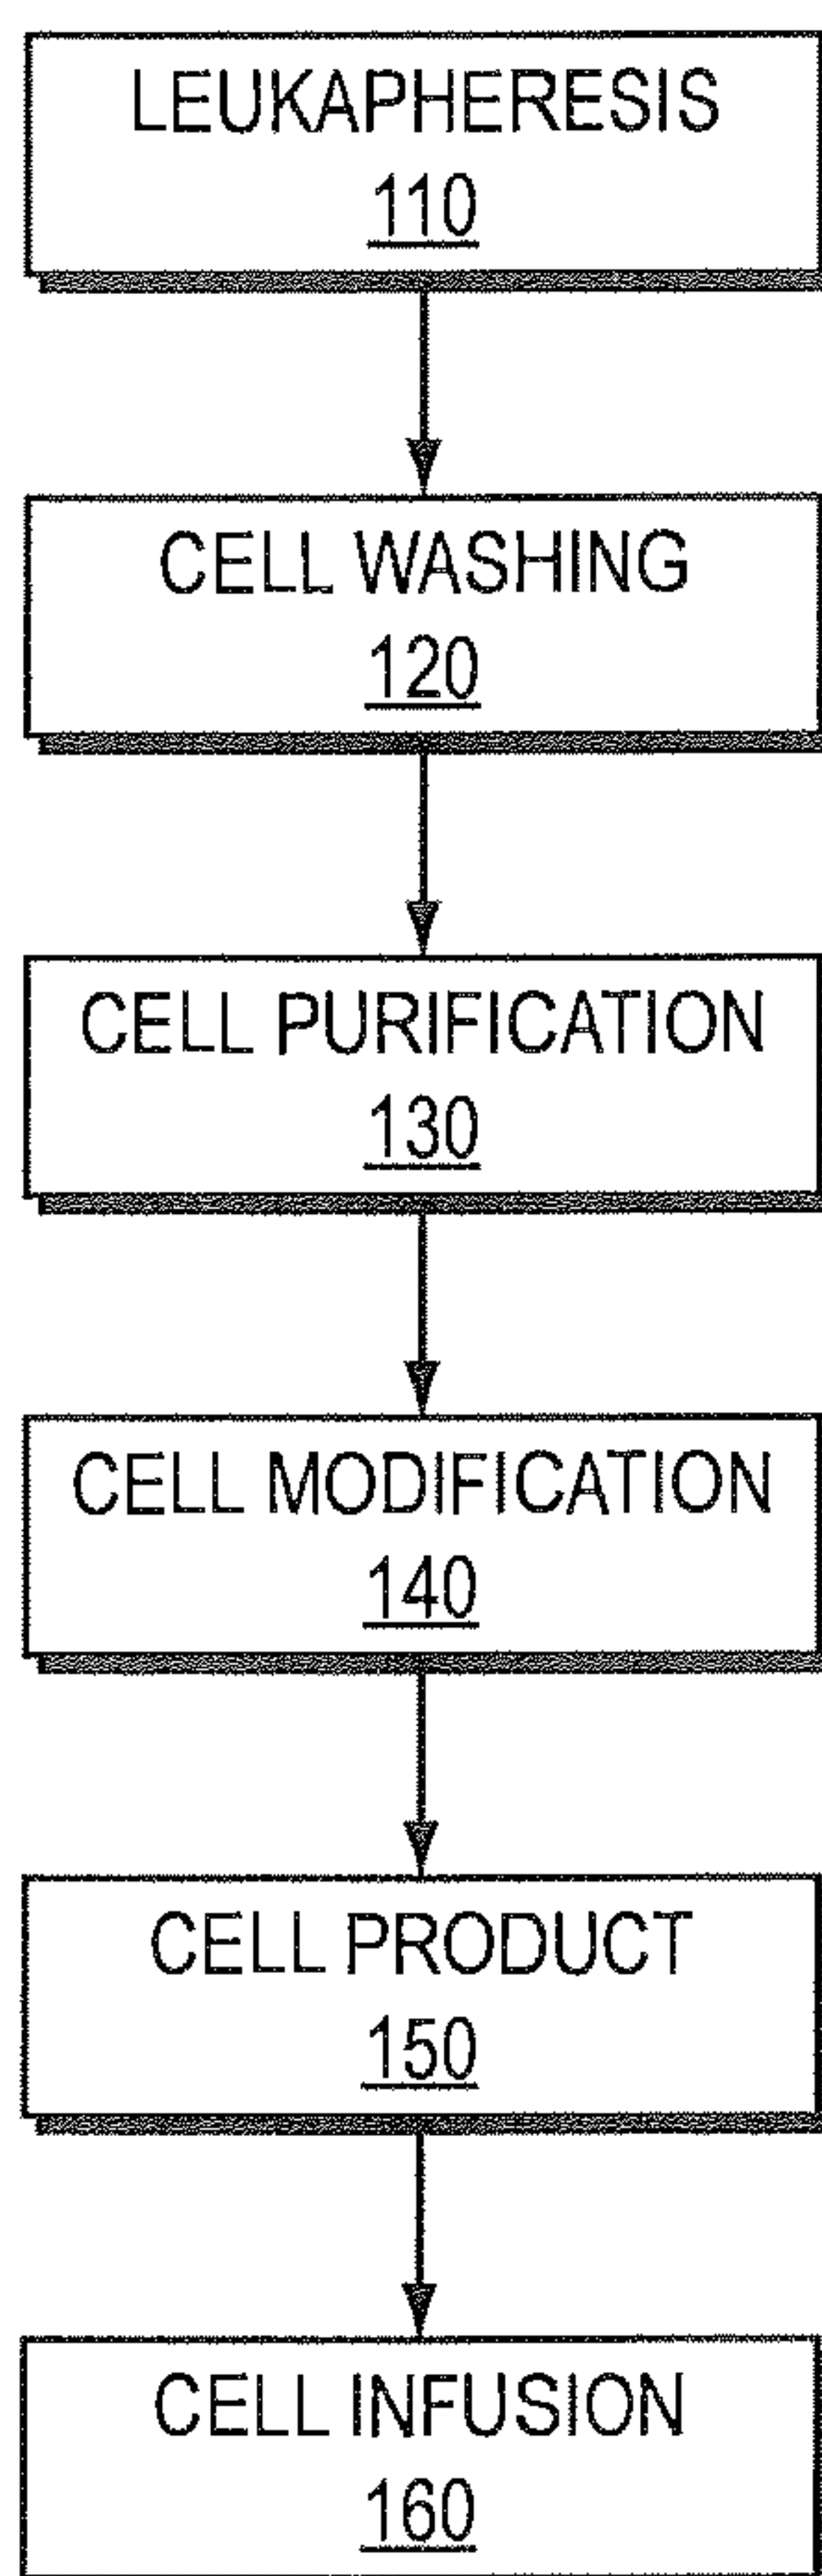 LEUKAPHERESIS
110
CELL WASHING
120
CELL PURIFICATION
130
CELL MODIFICATION
140
CELL PRODUCT
150
CELL INFUSION
160